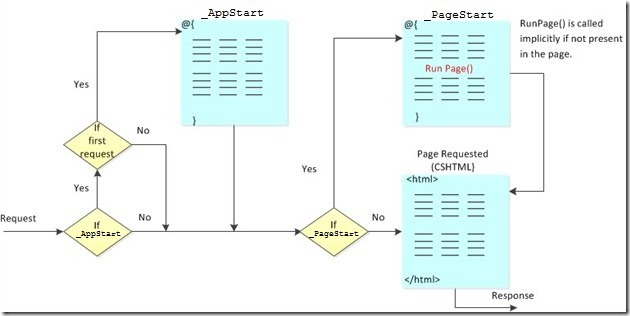 _AppStart
@{
}
_PageStart
@{
Run Page()
}
RunPage() is called
implicitly if not present
in the page.
Yes
If
first
request
No
Yes
Request
If
_AppStart
No
Yes
If
_PageStart
No
Page Requested
(CSHTML}
<html>
</html>
Response